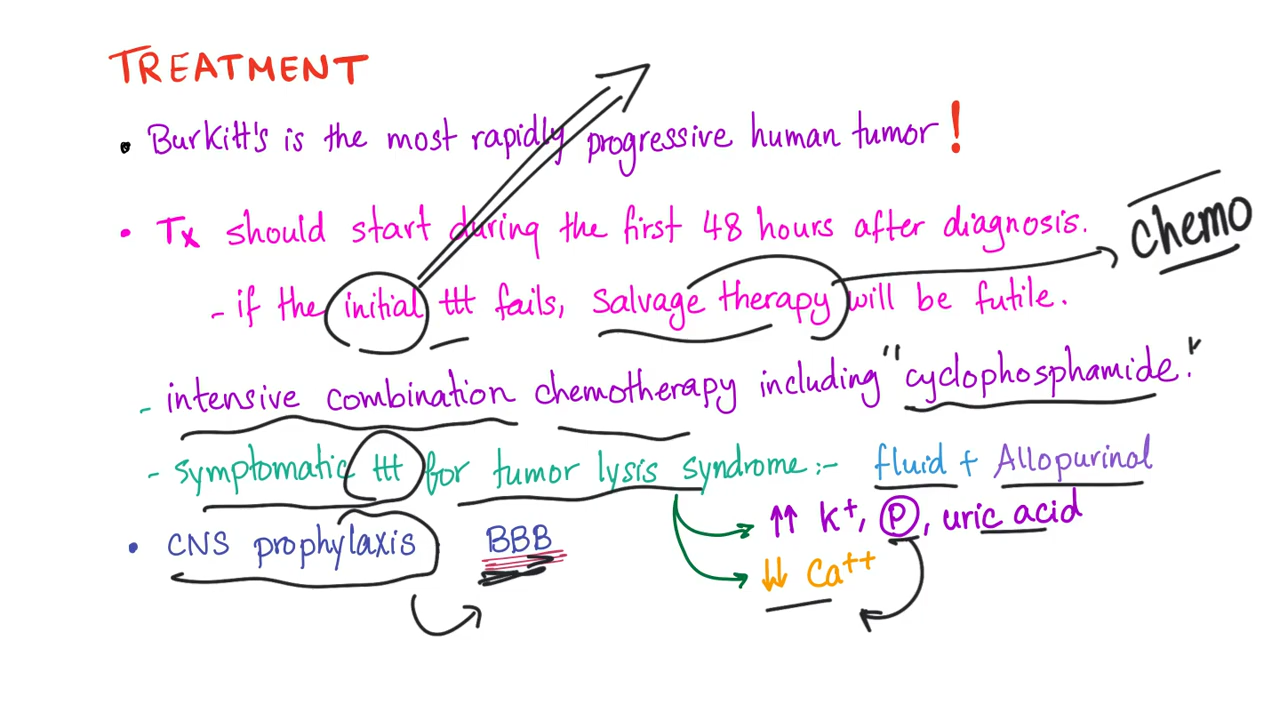 TREATMENT
• Burkitt's is the most rapidly progressive human tumor!
• Tx should start during the first 48 hours after diagnosis.
chemo
- if the initial ttt fails, salvage therapy will be futile.
- intensive combination chemotherapy including "cyclophosphamide."
- symptomatic ttt for tumor lysis syndrome:- fluid + Allopurinol
↑↑ K+, P, uric acid
• CNS prophylaxis BBB
↓↓ Ca++